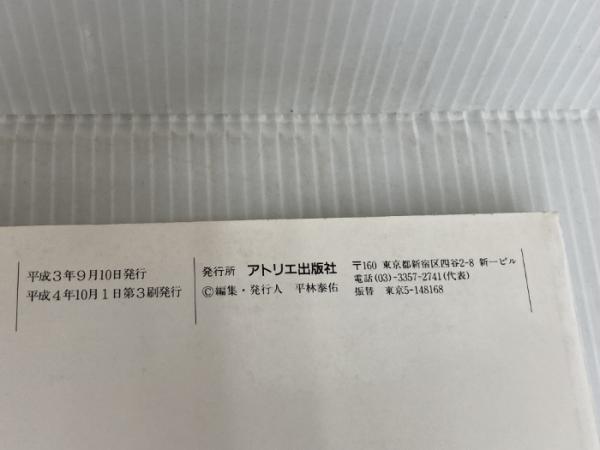 平成3年9月10日発行
平成4年10月1日第3刷発行
発行所 アトリエ出版社
©編集・発行人 平林泰佑
〒160 東京都新宿区四谷2-8 新一ビル
電話(03)-3357-2741(代表)
振替 東京5-148168